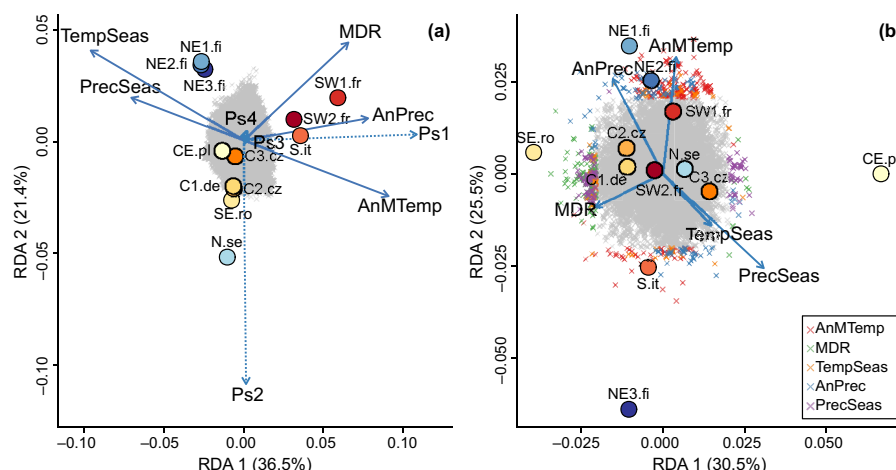 (a)
0.05
0.00
−0.05
−0.10
RDA 2 (21.4%)
TempSeas
PrecSeas
NE1.fi
NE2.fi
NE3.fi
MDR
SW1.fr
AnPrec
SW2.fr
Ps1
Ps4
Ps3
S.it
CE.pl
C3.cz
AnMTemp
C1.de
C2.cz
SE.ro
N.se
Ps2
−0.10
−0.05
0.00
0.05
0.10
RDA 1 (36.5%)
(b
0.025
0.000
−0.025
−0.050
RDA 2 (25.5%)
NE1.fi
AnMTemp
AnPrec
NE2.fi
SW1.fr
SE.ro
C2.cz
N.se
CE.p
C1.de
SW2.fr
C3.cz
MDR
TempSeas
PrecSeas
S.it
NE3.fi
AnMTemp
MDR
TempSeas
AnPrec
PrecSeas
−0.025
0.000
0.025
0.050
RDA 1 (30.5%)